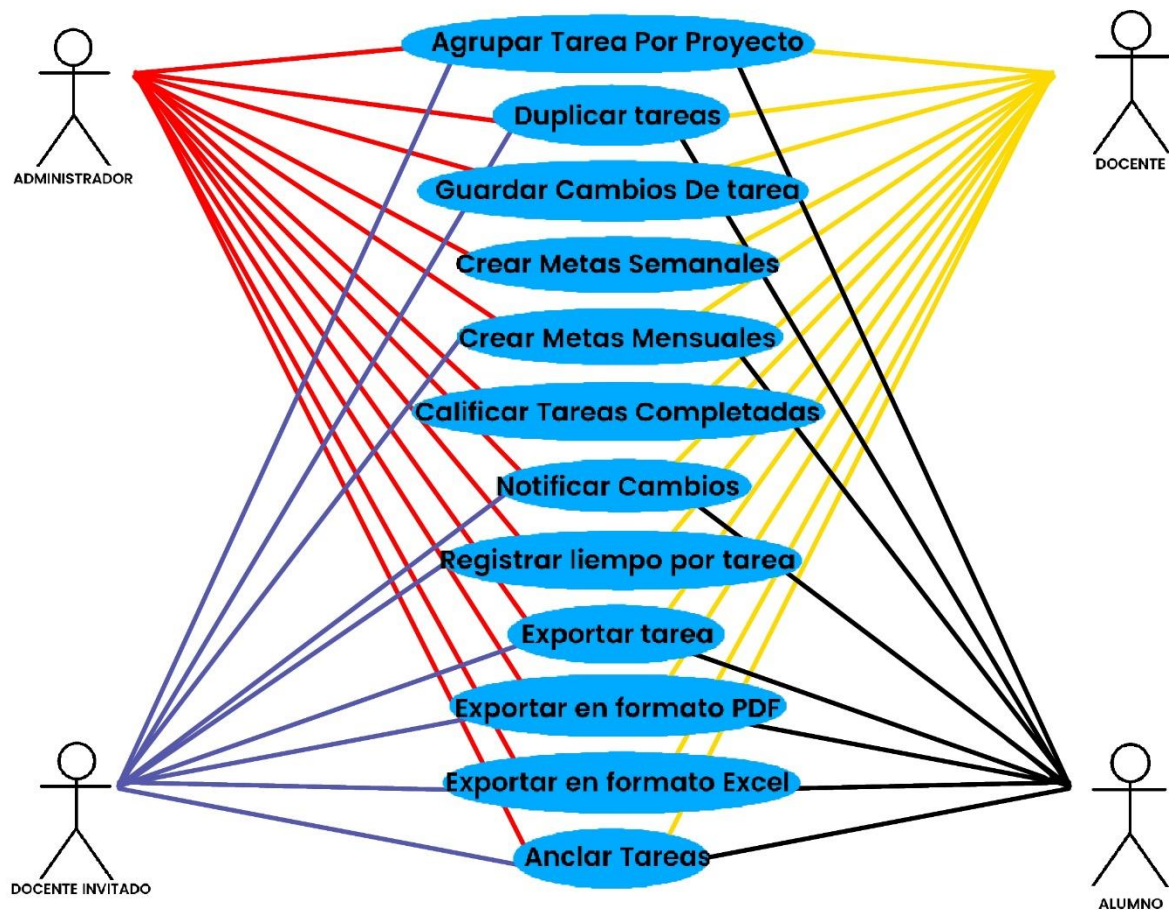 Agrupar Tarea Por Proyecto
Duplicar tareas
ADMINISTRADOR
DOCENTE
Guardar Cambios De tarea
Crear Metas Semanales
Crear Metas Mensuales
Calificar Tareas Completadas
Notificar Cambios
Registrar liempo por tarea
Exportar tarea
Exportar en formato PDF
Exportar en formato Excel
Anclar Tareas
DOCENTE INVITADO
ALUMNO